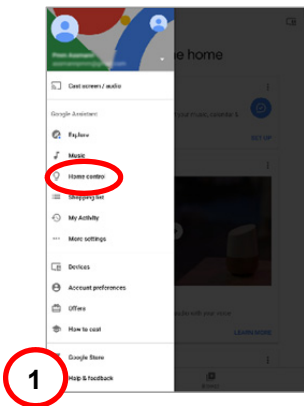 e home
Cast screen / audio
Google Assistant
Explore
Music
Home control
Shopping list
My Activity
More settings
Devices
Account preferences
Offers
How to cast
Google Store
Help & feedback
SET UP
LEARN MORE
1